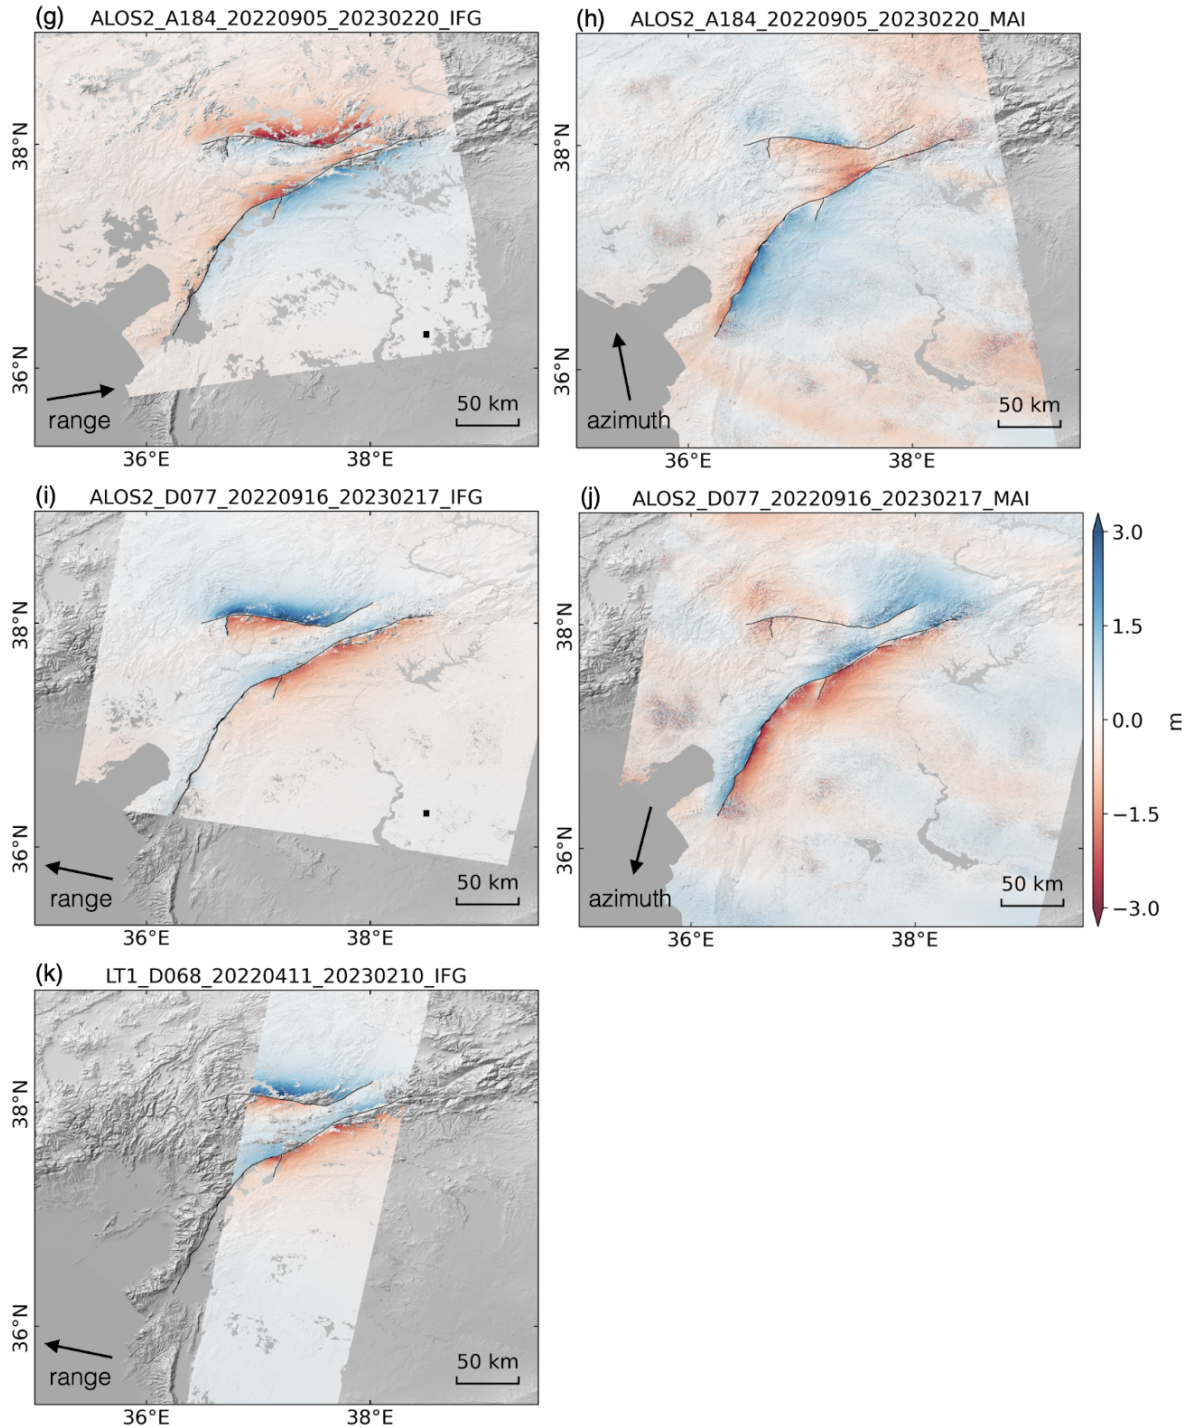 (g) ALOS2_A184_20220905_20230220_IFG
38°N
36°N
range
50 km
36°E 38°E
(h) ALOS2_A184_20220905_20230220_MAI
38°N
36°N
azimuth
50 km
36°E 38°E
(i) ALOS2_D077_20220916_20230217_IFG
38°N
36°N
range
50 km
36°E 38°E
(j) ALOS2_D077_20220916_20230217_MAI
38°N
36°N
azimuth
50 km
36°E 38°E
3.0
1.5
0.0
−1.5
−3.0
m
(k) LT1_D068_20220411_20230210_IFG
38°N
36°N
range
50 km
36°E 38°E